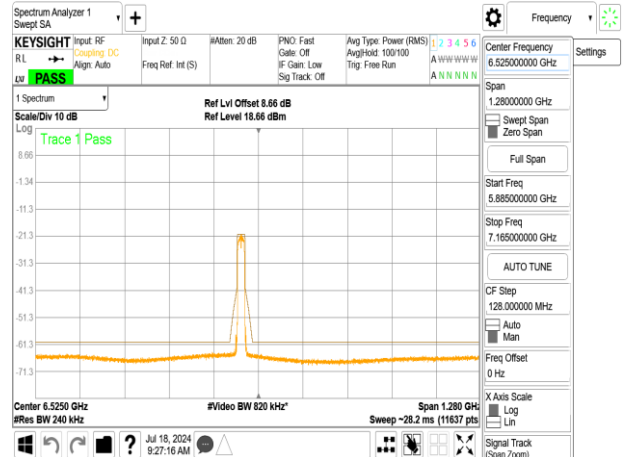 Spectrum Analyzer 1
Swept SA
+
Frequency
KEYSIGHT
Input: RF
Coupling: DC
Align: Auto
Input Z: 50 Ω
Freq Ref: Int (S)
#Atten: 20 dB
PNO: Fast
Gate: Off
IF Gain: Low
Sig Track: Off
Avg Type: Power (RMS)
Avg|Hold: 100/100
Trig: Free Run
1 2 3 4 5 6
A W W W W W
A N N N N N
R L
LXI
PASS
1 Spectrum
Scale/Div 10 dB
Ref Lvl Offset 8.66 dB
Ref Level 18.66 dBm
Log
Trace 1 Pass
8.66
-1.34
-11.3
-21.3
-31.3
-41.3
-51.3
-61.3
-71.3
Center 6.5250 GHz
#Res BW 240 kHz
#Video BW 820 kHz*
Span 1.280 GHz
Sweep ~28.2 ms (11637 pts
Jul 18, 2024
9:27:16 AM
?
Center Frequency
6.525000000 GHz
Settings
Span
1.28000000 GHz
Swept Span
Zero Span
Full Span
Start Freq
5.885000000 GHz
Stop Freq
7.165000000 GHz
AUTO TUNE
CF Step
128.000000 MHz
Auto
Man
Freq Offset
0 Hz
X Axis Scale
Log
Lin
Signal Track
(Span Zoom)